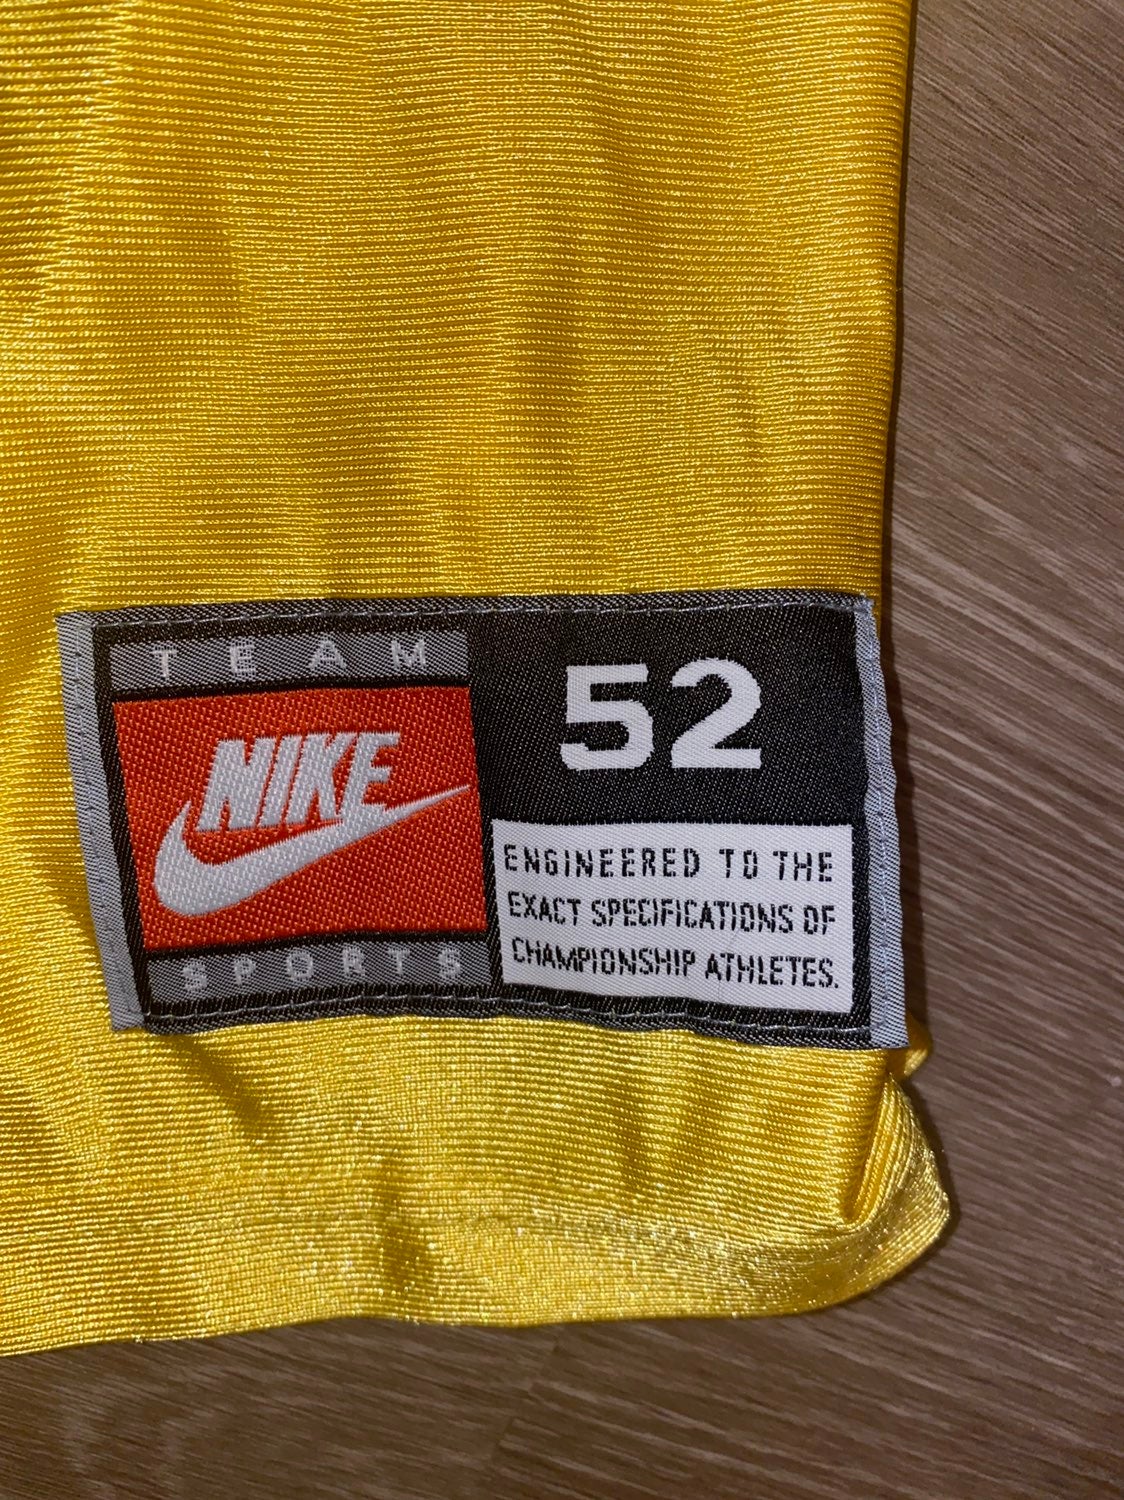 TEAM
NIKE
SPORTS
52
ENGINEERED TO THE
EXACT SPECIFICATIONS OF
CHAMPIONSHIP ATHLETES.